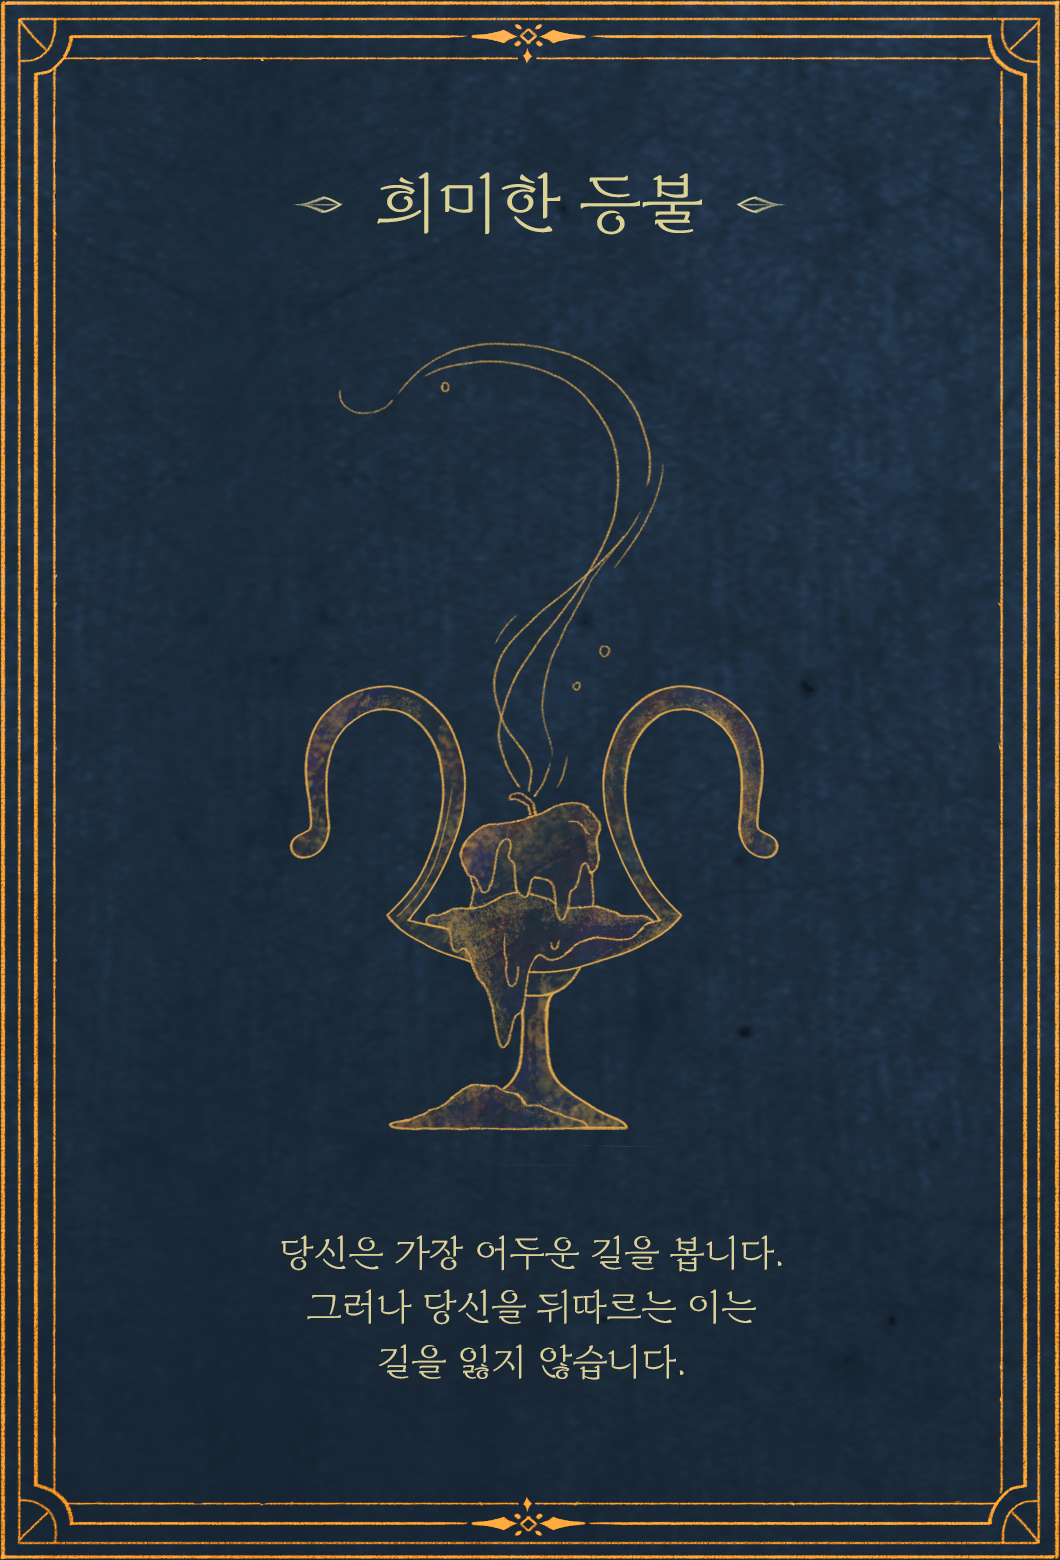 희미한 등불
당신은 가장 어두운 길을 봅니다.
그러나 당신을 뒤따르는 이는
길을 잃지 않습니다.